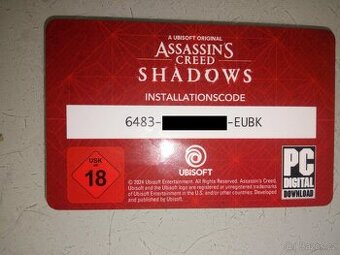 A UBISOFT ORIGINAL
ASSASSIN'S
CREED
SHADOWS
INSTALLATIONSCODE
6483-
-EUBK
USK
18
UBISOFT
PC
DIGITAL
DOWNLOAD
© 2024 Ubisoft Entertainment. All Rights Reserved. Assassin's Creed,
Ubisoft and the Ubisoft logo are registered or unregistered trademarks
of Ubisoft Entertainment in the US and/or other countries. Developed
and published by Ubisoft.